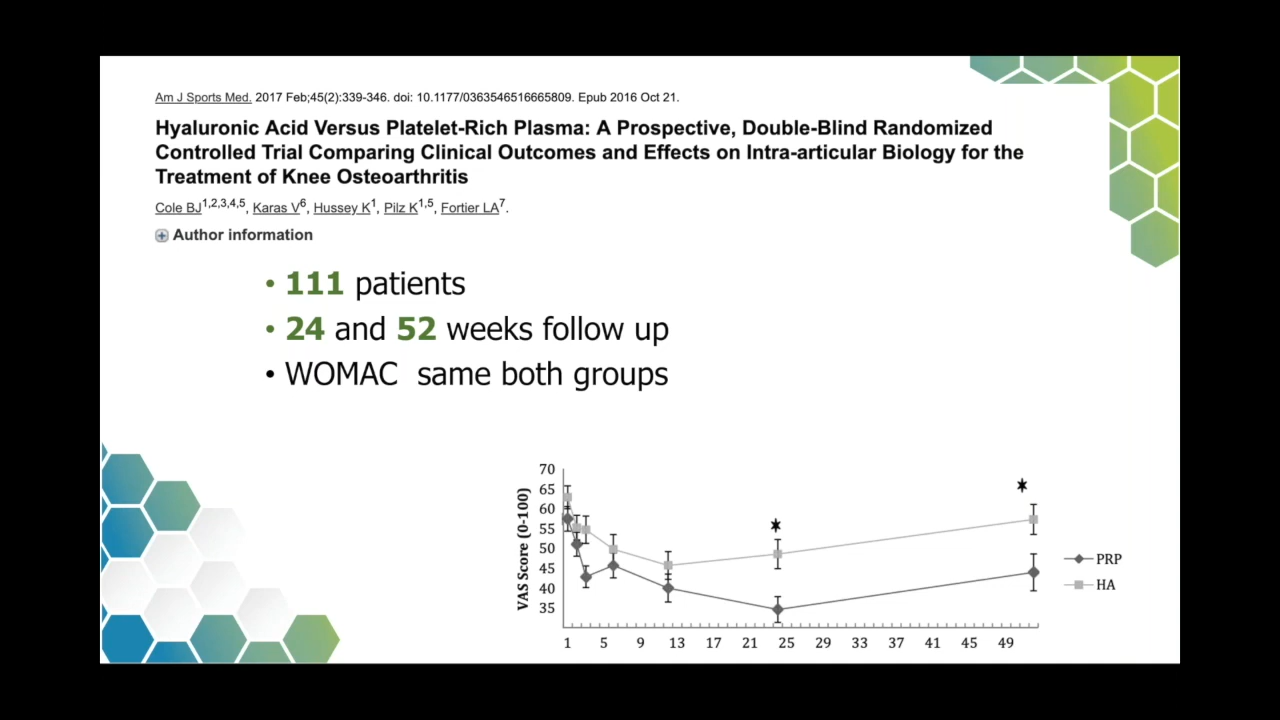 Am J Sports Med. 2017 Feb;45(2):339-346. doi: 10.1177/0363546516665809. Epub 2016 Oct 21.
Hyaluronic Acid Versus Platelet-Rich Plasma: A Prospective, Double-Blind Randomized
Controlled Trial Comparing Clinical Outcomes and Effects on Intra-articular Biology for the
Treatment of Knee Osteoarthritis
Cole BJ1,2,3,4,5, Karas V6, Hussey K1, Pilz K1,5, Fortier LA7.
Author information
• 111 patients
• 24 and 52 weeks follow up
• WOMAC same both groups
VAS Score (0-100)
70
65
60
55
50
45
40
35
1 5 9 13 17 21 25 29 33 37 41 45 49
PRP
HA